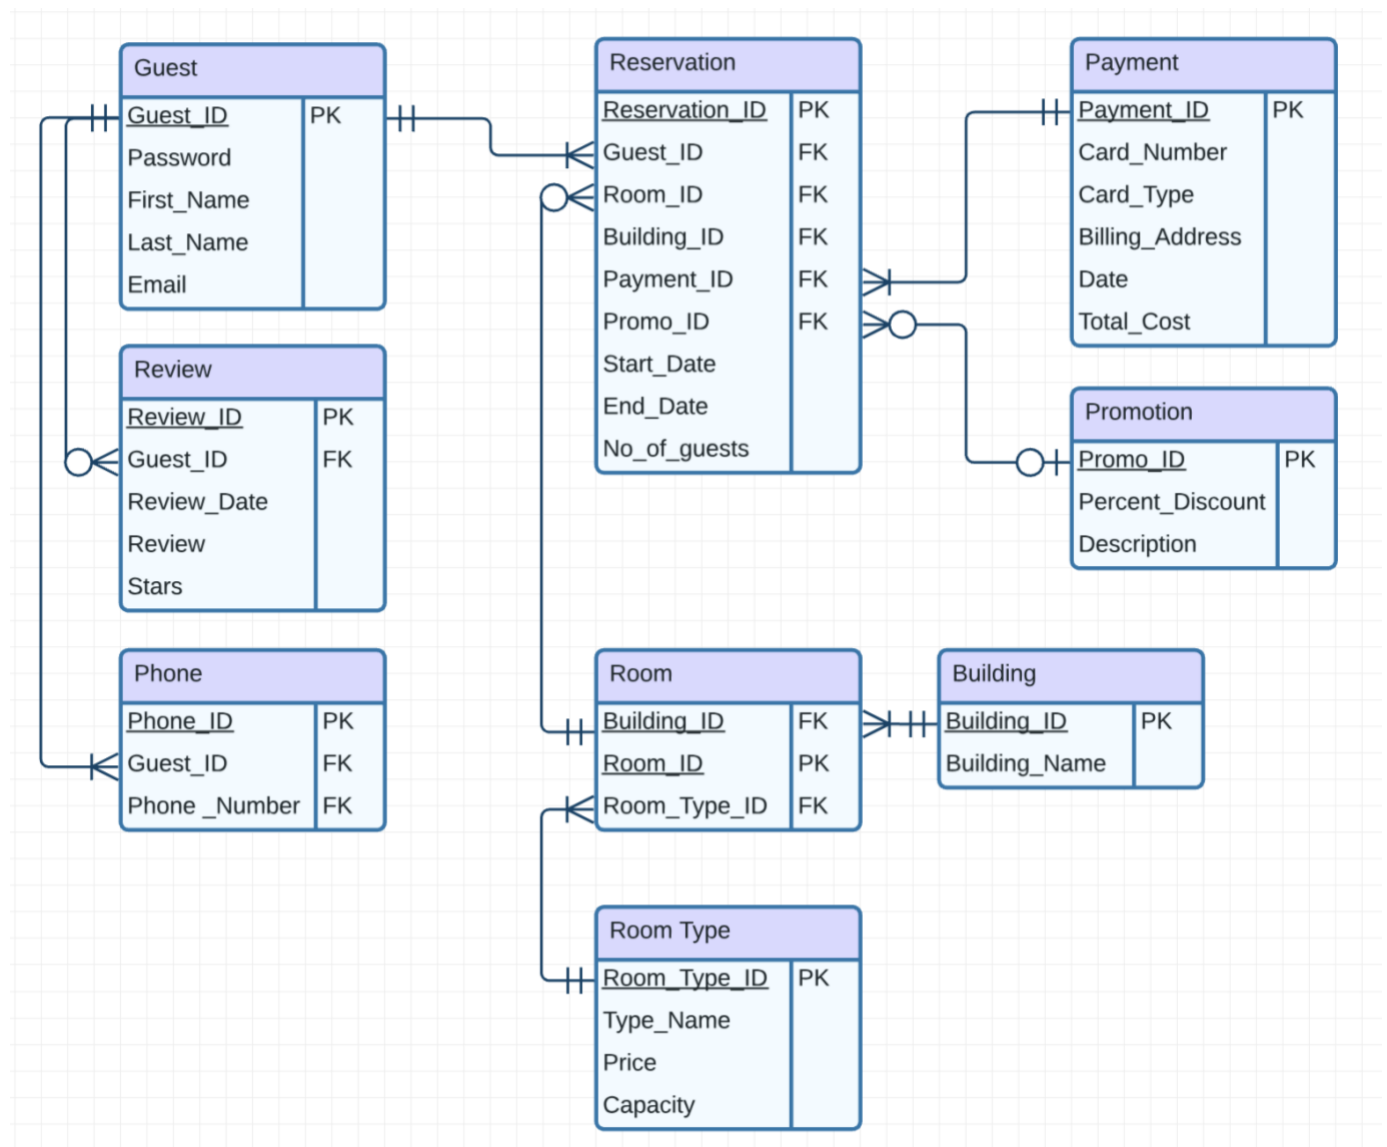 Guest
Guest_ID PK
Password
First_Name
Last_Name
Email
Review
Review_ID PK
Guest_ID FK
Review_Date
Review
Stars
Phone
Phone_ID PK
Guest_ID FK
Phone _Number FK
Reservation
Reservation_ID PK
Guest_ID FK
Room_ID FK
Building_ID FK
Payment_ID FK
Promo_ID FK
Start_Date
End_Date
No_of_guests
Room
Building_ID FK
Room_ID PK
Room_Type_ID FK
Room Type
Room_Type_ID PK
Type_Name
Price
Capacity
Payment
Payment_ID PK
Card_Number
Card_Type
Billing_Address
Date
Total_Cost
Promotion
Promo_ID PK
Percent_Discount
Description
Building
Building_ID PK
Building_Name